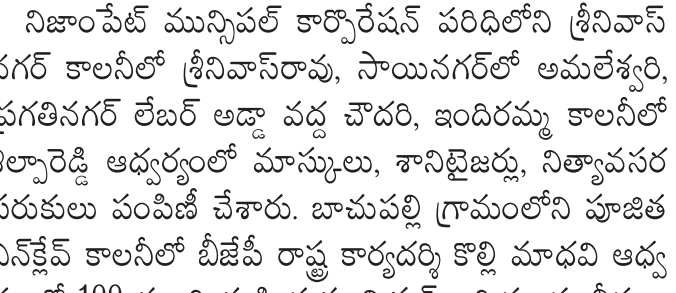 నిజాంపేట్ మున్సిపల్ కార్పొరేషన్ పరిధిలోని శ్రీనివాస్
నగర్ కాలనీలో శ్రీనివాస్‌రావు, సాయినగర్‌లో అమలేశ్వరి,
ప్రగతినగర్ లేబర్ అడ్డా వద్ద చౌదరి, ఇందిరమ్మ కాలనీలో
శిల్పారెడ్డి ఆధ్వర్యంలో మాస్కులు, శానిటైజర్లు, నిత్యావసర
సరుకులు పంపిణీ చేశారు. బాచుపల్లి గ్రామంలోని పూజిత
ఎన్‌క్లేవ్ కాలనీలో బీజేపీ రాష్ట్ర కార్యదర్శి కొల్లి మాధవి ఆధ్వ
100